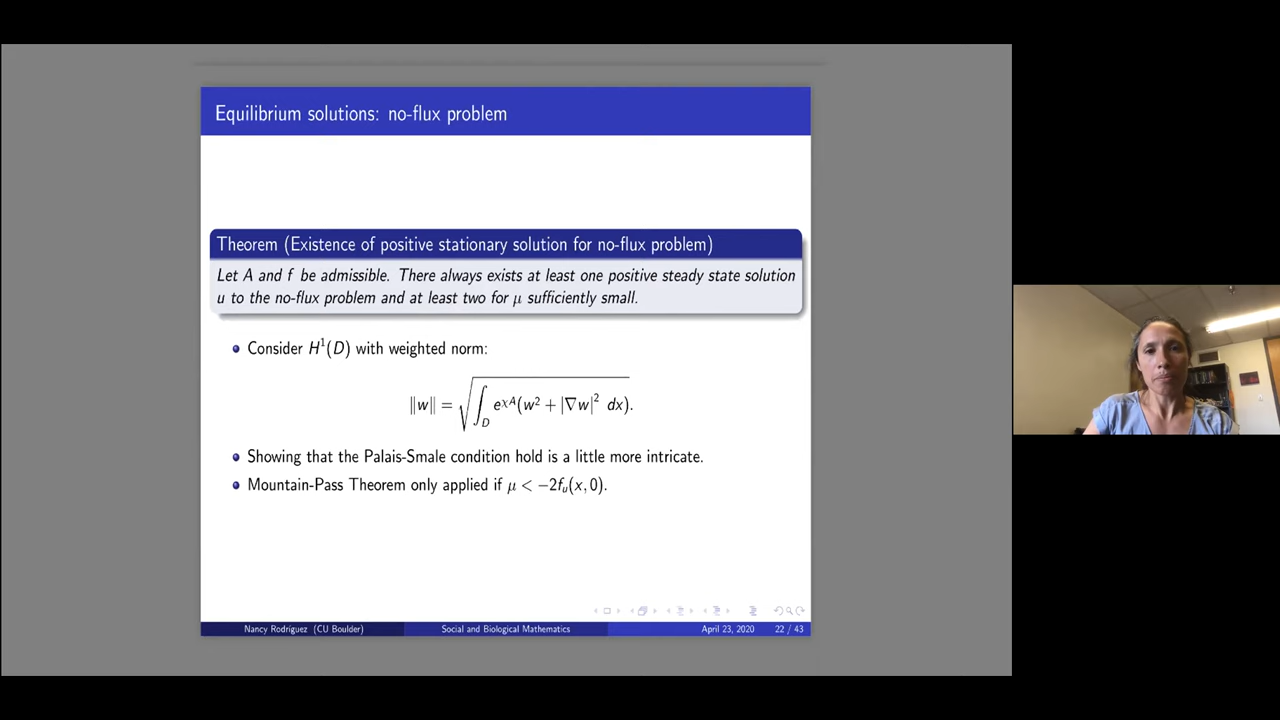 Equilibrium solutions: no-flux problem
Theorem (Existence of positive stationary solution for no-flux problem)
Let A and f be admissible. There always exists at least one positive steady state solution
u to the no-flux problem and at least two for μ sufficiently small.
Consider H¹(D) with weighted norm:
‖w‖ = √∫_D e^{χA}(w² + |∇w|² dx).
Showing that the Palais-Smale condition hold is a little more intricate.
Mountain-Pass Theorem only applied if μ < −2f_u(x, 0).
Nancy Rodriguez (CU Boulder) Social and Biological Mathematics April 23, 2020 22 / 43